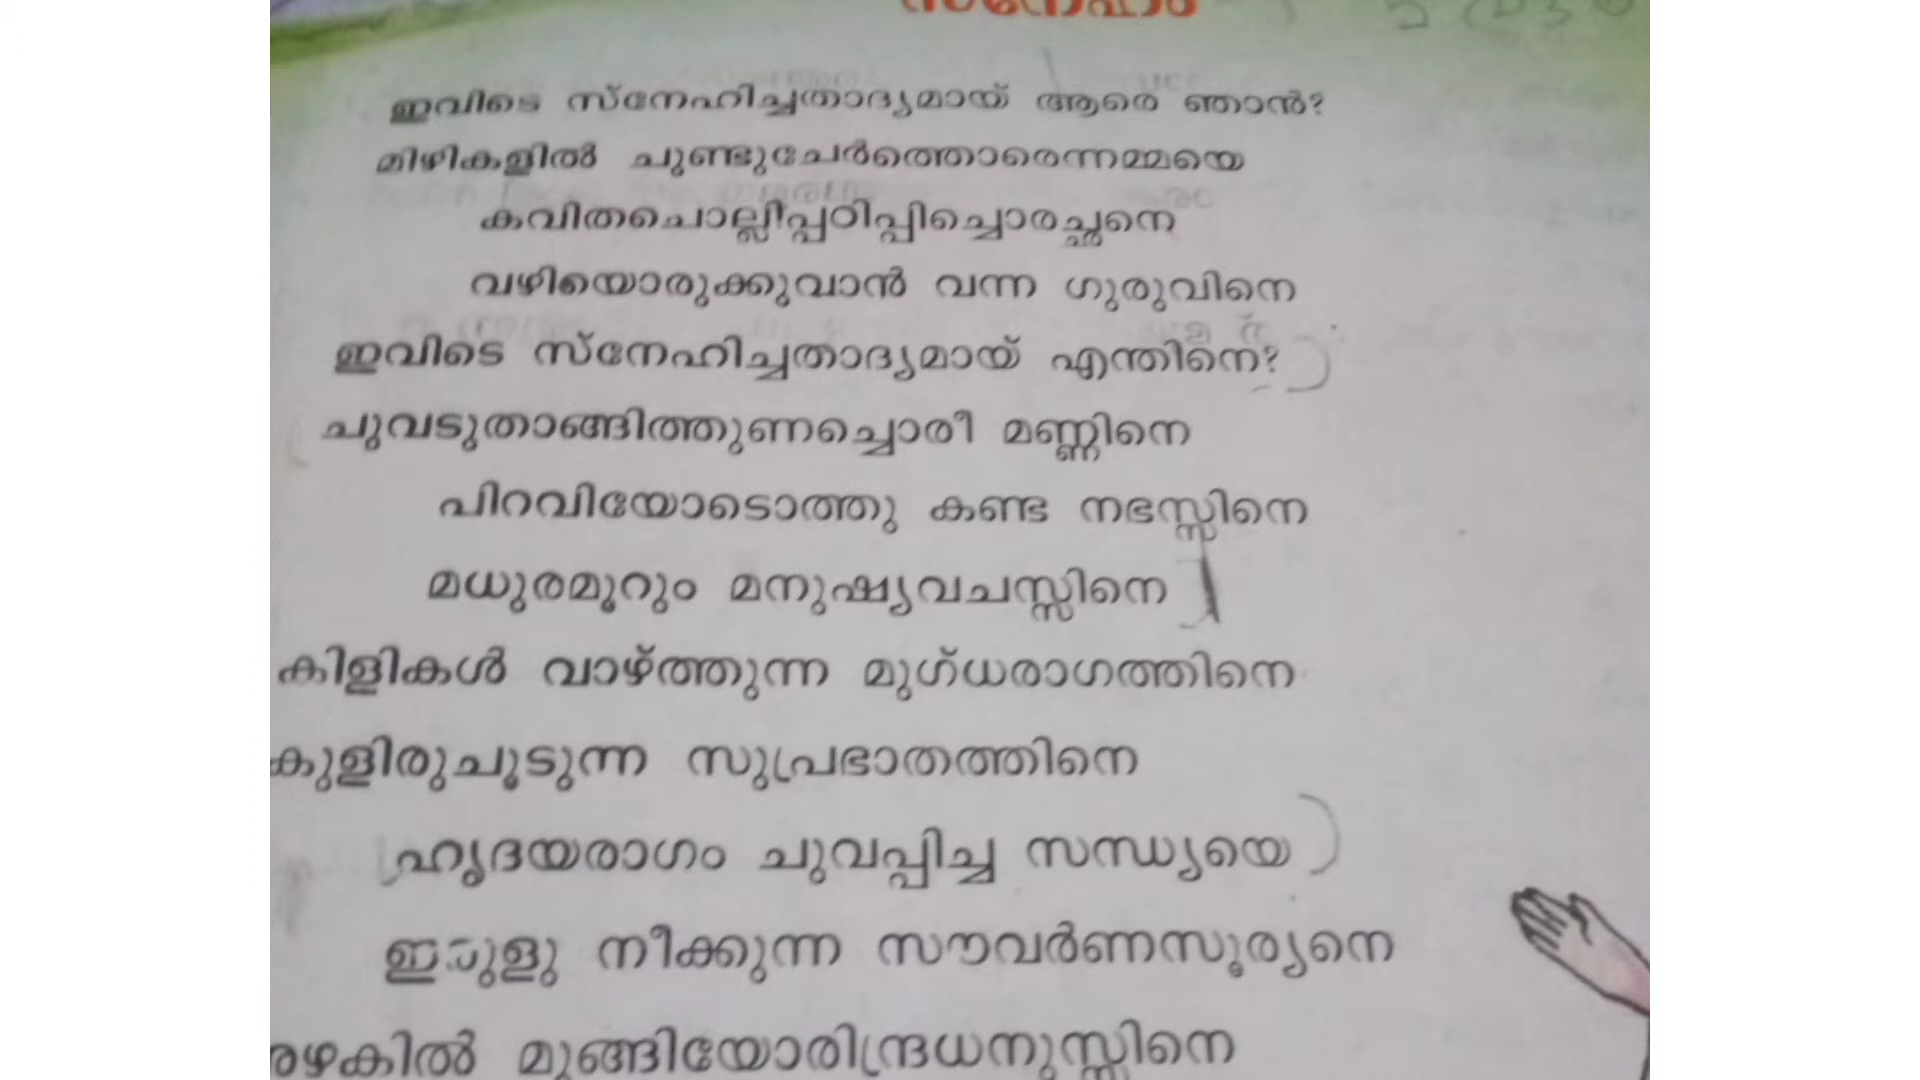 സ്നേഹം
ഇവിടെ സ്നേഹിച്ചതാദ്യമായ് ആരെ ഞാൻ?
മിഴികളിൽ ചുണ്ടുചേർത്തൊരെന്നമ്മയെ
കവിതചൊല്ലിപ്പഠിപ്പിച്ചൊരച്ഛനെ
വഴിയൊരുക്കുവാൻ വന്ന ഗുരുവിനെ
ഇവിടെ സ്നേഹിച്ചതാദ്യമായ് എന്തിനെ?
ചുവടുതാങ്ങിത്തുണച്ചൊരീ മണ്ണിനെ
പിറവിയോടൊത്തു കണ്ട നഭസ്സിനെ
മധുരമൂറും മനുഷ്യവചസ്സിനെ
കിളികൾ വാഴ്ത്തുന്ന മുഗ്ധരാഗത്തിനെ
കുളിരുചൂടുന്ന സുപ്രഭാതത്തിനെ
ഹൃദയരാഗം ചുവപ്പിച്ച സന്ധ്യയെ
നീക്കുന്ന സൗവർണസൂര്യനെ
മുങ്ങിയോരിന്ദ്രധനുസ്സിനെ